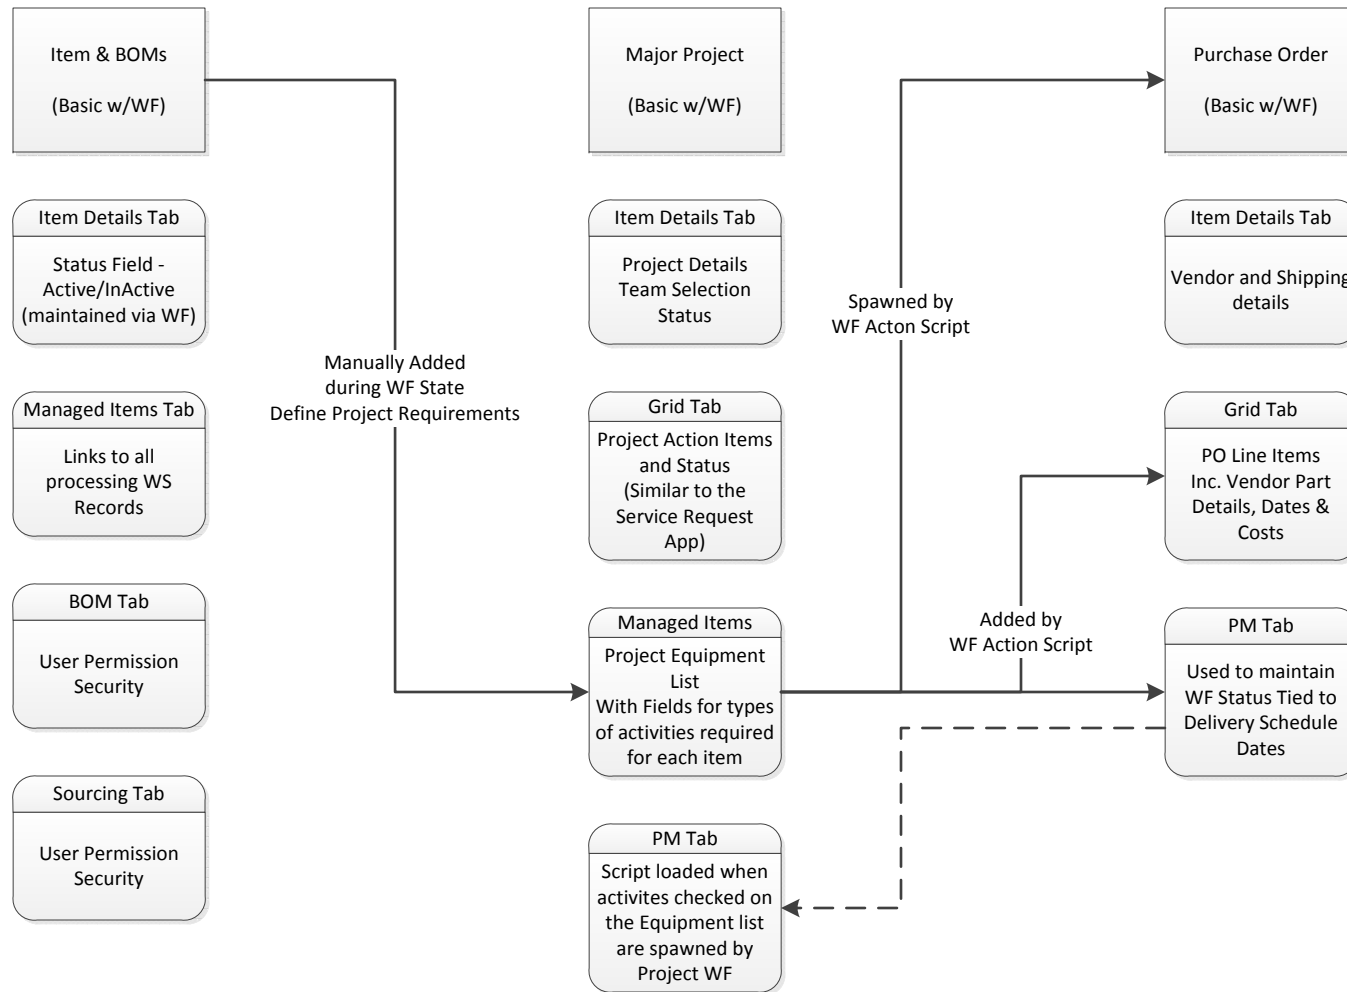 Item & BOMs
(Basic w/WF)
Item Details Tab
Status Field -
Active/InActive
(maintained via WF)
Managed Items Tab
Links to all
processing WS
Records
BOM Tab
User Permission
Security
Sourcing Tab
User Permission
Security
Manually Added
during WF State
Define Project Requirements
Major Project
(Basic w/WF)
Item Details Tab
Project Details
Team Selection
Status
Grid Tab
Project Action Items
and Status
(Similar to the
Service Request
App)
Managed Items
Project Equipment
List
With Fields for types
of activities required
for each item
PM Tab
Script loaded when
activites checked on
the Equipment list
are spawned by
Project WF
Spawned by
WF Acton Script
Added by
WF Action Script
Purchase Order
(Basic w/WF)
Item Details Tab
Vendor and Shipping
details
Grid Tab
PO Line Items
Inc. Vendor Part
Details, Dates &
Costs
PM Tab
Used to maintain
WF Status Tied to
Delivery Schedule
Dates